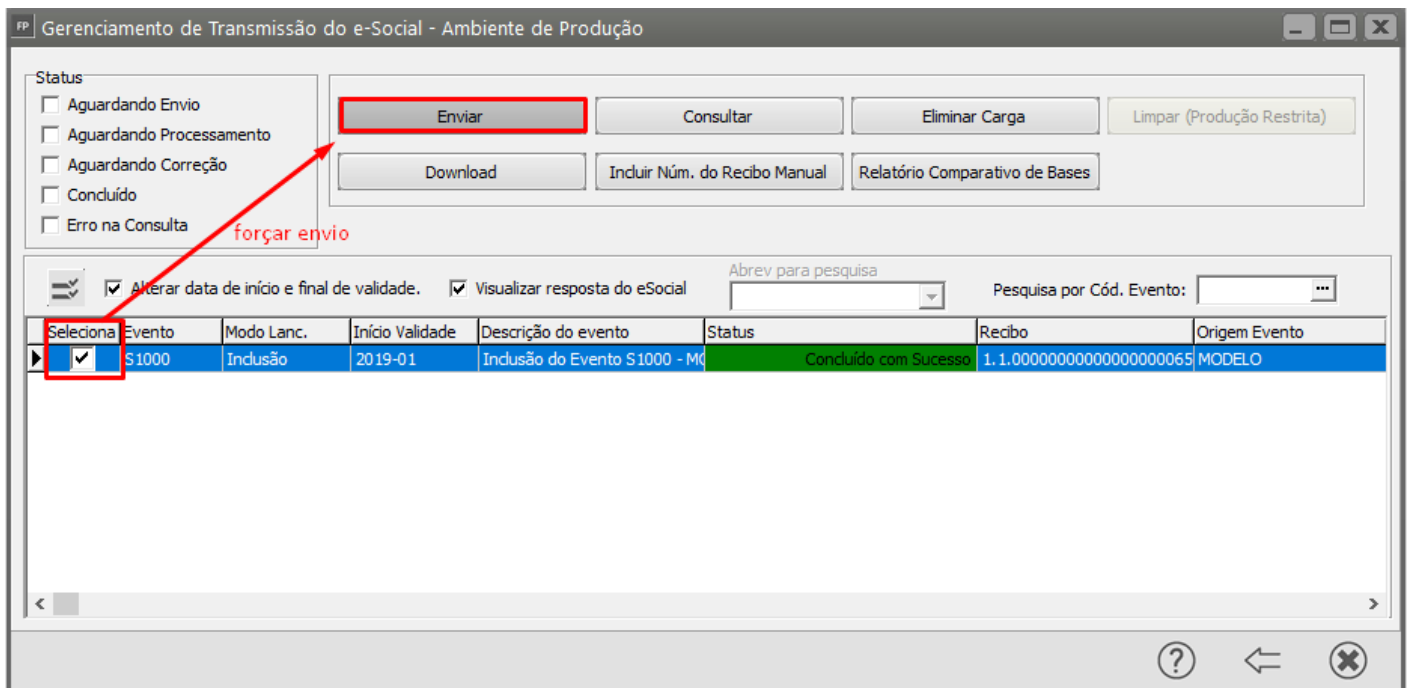 FP Gerenciamento de Transmissão do e-Social - Ambiente de Produção
Status
Aguardando Envio
Aguardando Processamento
Aguardando Correção
Concluído
Erro na Consulta
Enviar
Consultar
Eliminar Carga
Limpar (Produção Restrita)
Download
Incluir Núm. do Recibo Manual
Relatório Comparativo de Bases
forçar envio
Alterar data de início e final de validade.
Visualizar resposta do eSocial
Abrev para pesquisa
Pesquisa por Cód. Evento:
Seleciona Evento Modo Lanc. Início Validade Descrição do evento Status Recibo Origem Evento
S1000 Inclusão 2019-01 Inclusão do Evento S1000 - MO Concluído com Sucesso 1.1.00000000000000000065 MODELO